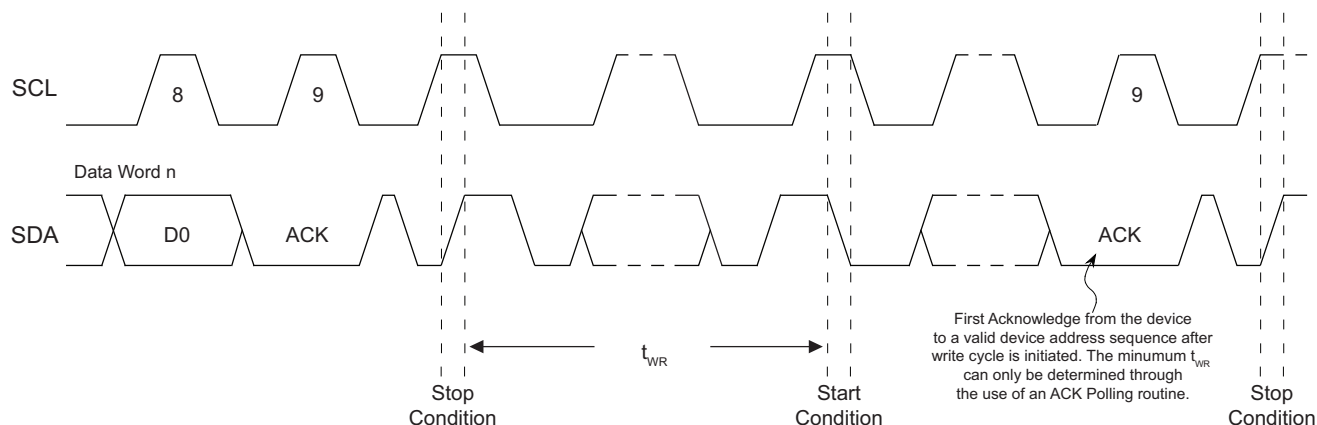 SCL
8
9
9
Data Word n
SDA
D0
ACK
ACK
First Acknowledge from the device
to a valid device address sequence after
write cycle is initiated. The minumum tWR
can only be determined through
the use of an ACK Polling routine.
tWR
Stop
Condition
Start
Condition
Stop
Condition